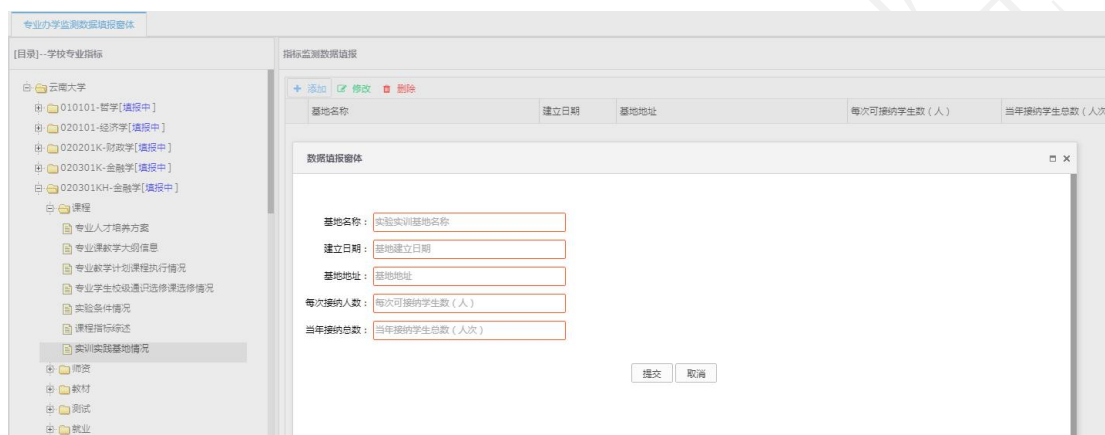 专业办学监测数据填报窗体
[目录]--学校专业指标
指标监测数据填报
云南大学
010101-哲学[填报中]
020101-经济学[填报中]
020201K-财政学[填报中]
020301K-金融学[填报中]
020301KH-金融学[填报中]
课程
专业人才培养方案
专业课教学大纲信息
专业教学计划课程执行情况
专业学生校级通识选修课选修情况
实验条件情况
课程指标综述
实训实践基地情况
师资
教材
测试
就业
添加 修改 删除
基地名称 建立日期 基地地址 每次可接纳学生数(人) 当年接纳学生总数(人次
数据填报窗体
基地名称: 实验实训基地名称
建立日期: 基地建立日期
基地地址: 基地地址
每次接纳人数: 每次可接纳学生数(人)
当年接纳总数: 当年接纳学生总数(人次)
提交 取消